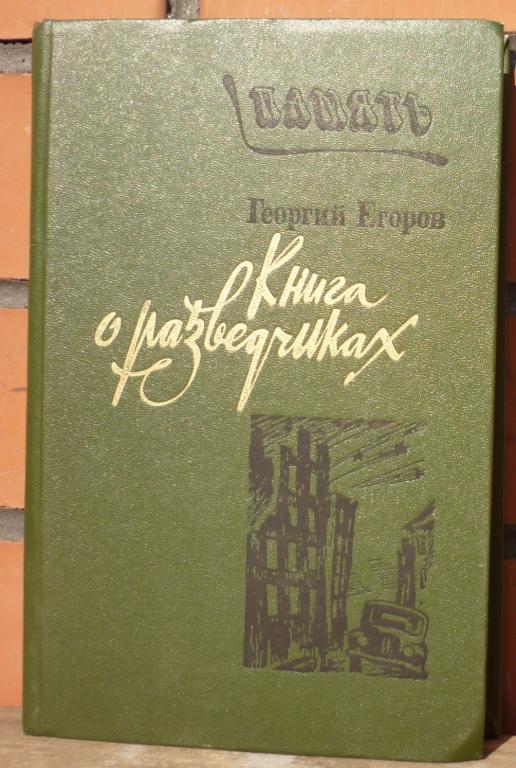 ПАМЯТЬ
Георгий Егоров
Книга
о разведчиках